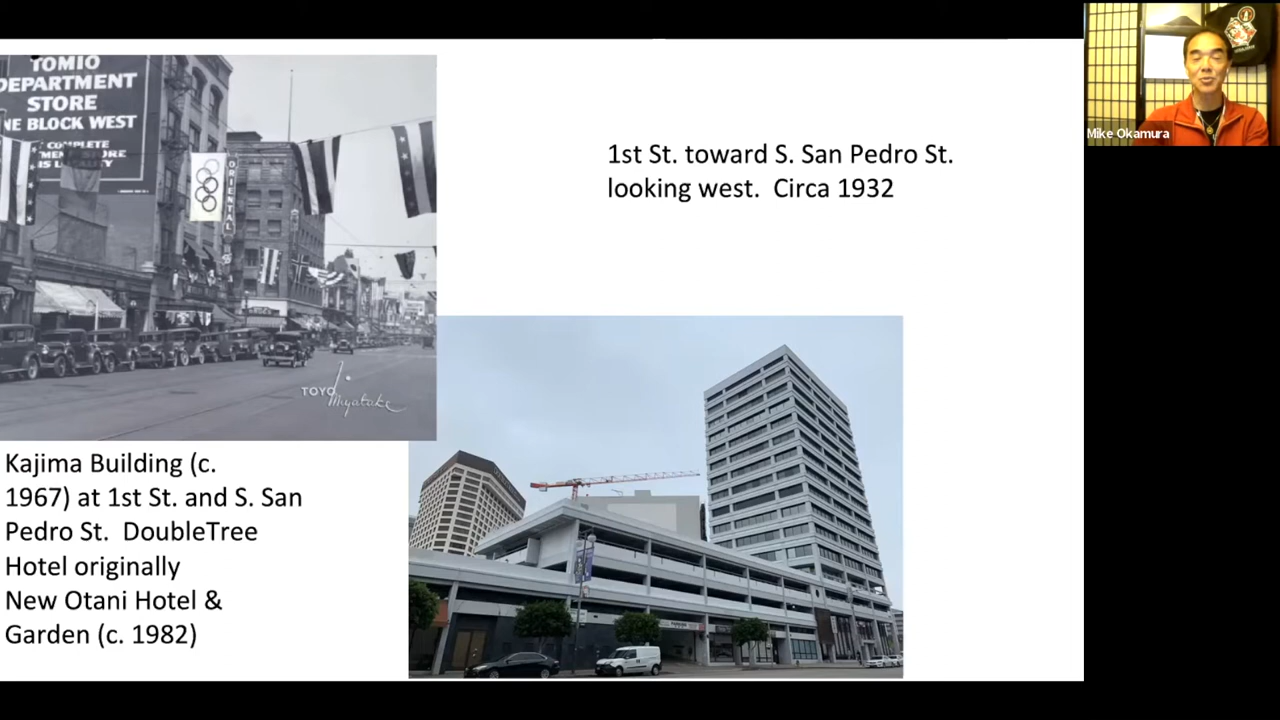 TOMIO
DEPARTMENT
STORE
NE BLOCK WEST
ORIENTAL
TOYO
Miyatake
Mike Okamura
1st St. toward S. San Pedro St.
looking west. Circa 1932
Kajima Building (c.
1967) at 1st St. and S. San
Pedro St. DoubleTree
Hotel originally
New Otani Hotel &
Garden (c. 1982)